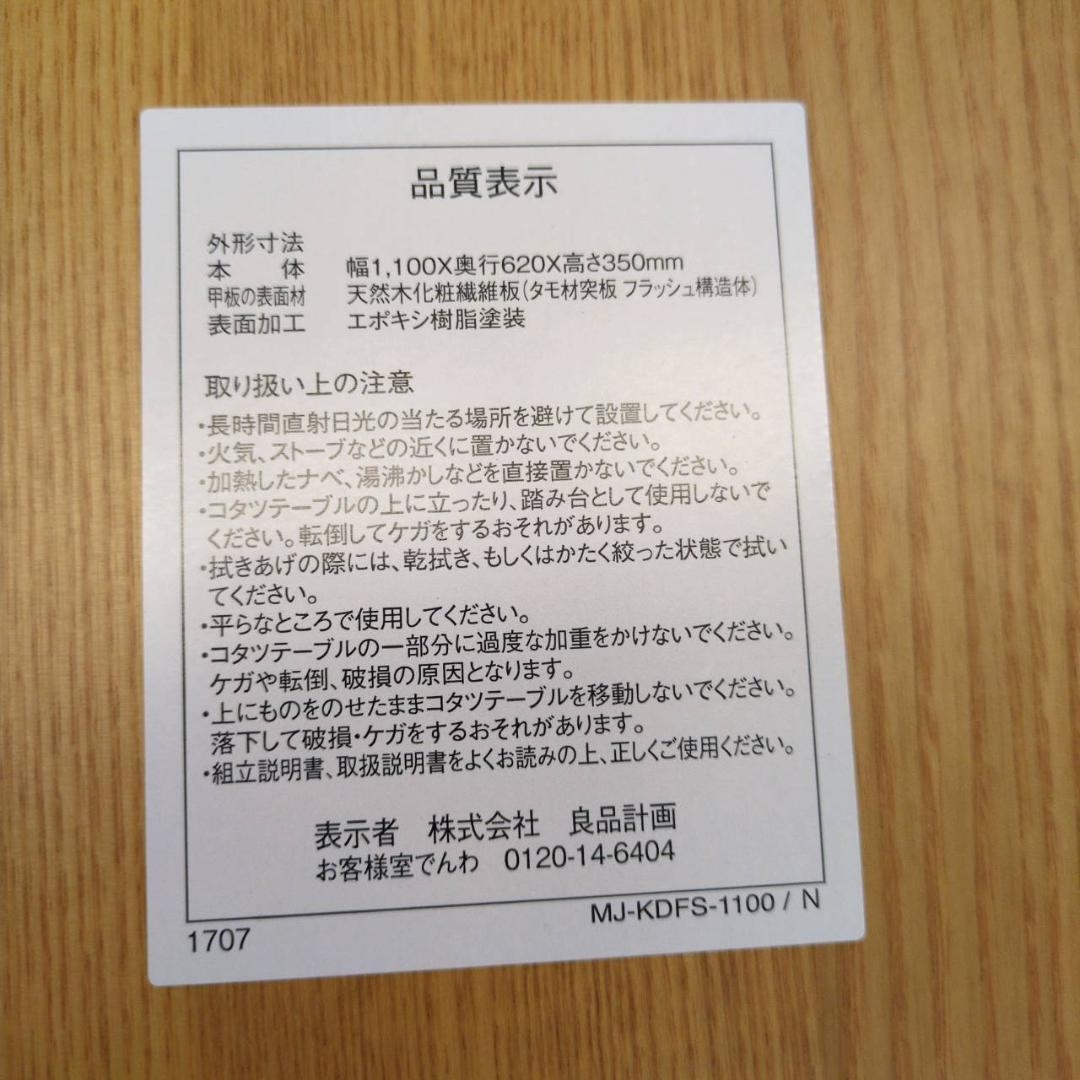 品質表示
外形寸法
本　　体　幅1,100X奥行620X高さ350mm
甲板の表面材　天然木化粧繊維板(タモ材突板 フラッシュ構造体)
表面加工　エポキシ樹脂塗装
取り扱い上の注意
・長時間直射日光の当たる場所を避けて設置してください。
・火気、ストーブなどの近くに置かないでください。
・加熱したナベ、湯沸かしなどを直接置かないでください。
・コタツテーブルの上に立ったり、踏み台として使用しないで
ください。転倒してケガをするおそれがあります。
・拭きあげの際には、乾拭き、もしくはかたく絞った状態で拭い
てください。
・平らなところで使用してください。
・コタツテーブルの一部分に過度な加重をかけないでください。
ケガや転倒、破損の原因となります。
・上にものをのせたままコタツテーブルを移動しないでください。
落下して破損・ケガをするおそれがあります。
・組立説明書、取扱説明書をよくお読みの上、正しくご使用ください。
表示者　株式会社　良品計画
お客様室でんわ　0120-14-6404
MJ-KDFS-1100 / N
1707